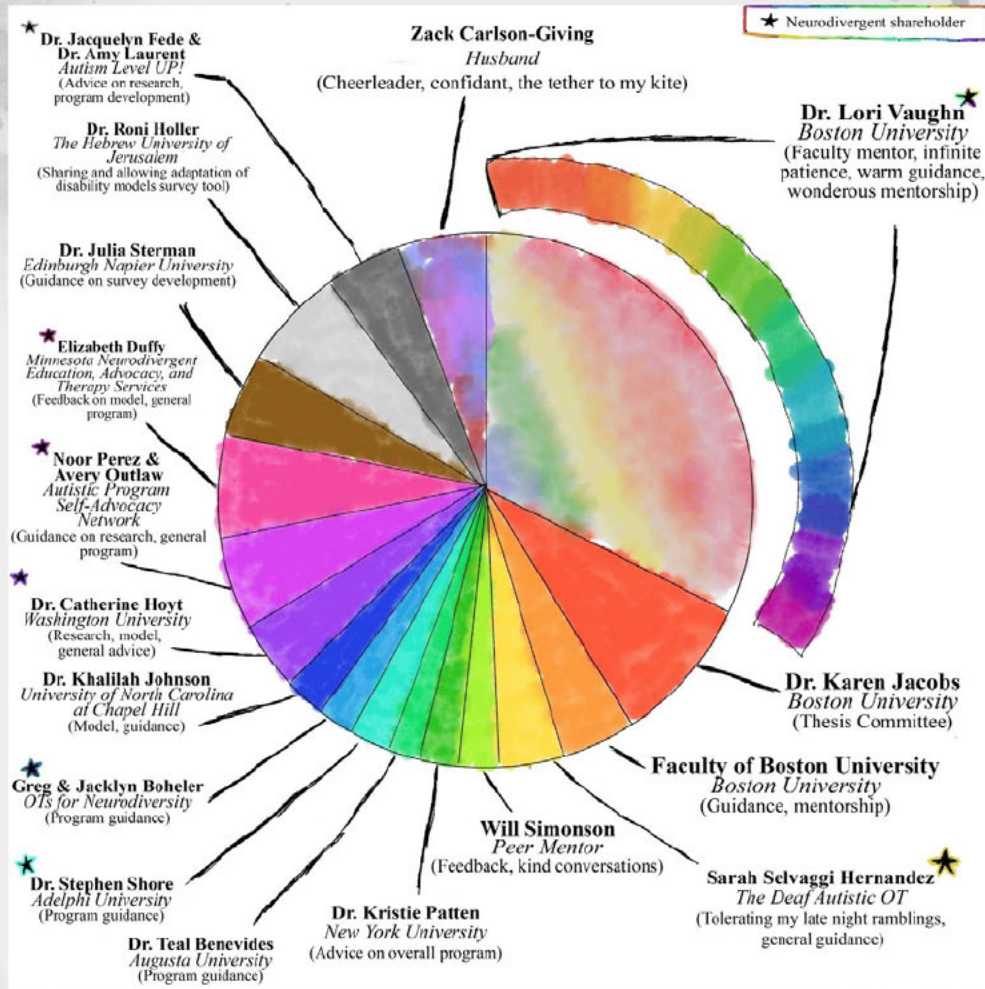 ★ Neurodivergent shareholder
Zack Carlson-Giving
Husband
(Cheerleader, confidant, the tether to my kite)
Dr. Lori Vaughn
Boston University
(Faculty mentor, infinite
patience, warm guidance,
wonderous mentorship)
Dr. Karen Jacobs
Boston University
(Thesis Committee)
Faculty of Boston University
Boston University
(Guidance, mentorship)
Sarah Selvaggi Hernandez
The Deaf Autistic OT
(Tolerating my late night ramblings,
general guidance)
Will Simonson
Peer Mentor
(Feedback, kind conversations)
Dr. Kristie Patten
New York University
(Advice on overall program)
Dr. Teal Benevides
Augusta University
(Program guidance)
Dr. Stephen Shore
Adelphi University
(Program guidance)
Greg & Jacklyn Boheler
OTs for Neurodiversity
(Program guidance)
Dr. Khalilah Johnson
University of North Carolina
at Chapel Hill
(Model, guidance)
Dr. Catherine Hoyt
Washington University
(Research, model,
general advice)
Noor Perez &
Avery Outlaw
Autistic Program
Self-Advocacy
Network
(Guidance on research, general
program)
Elizabeth Duffy
Minnesota Neurodivergent
Education, Advocacy, and
Therapy Services
(Feedback on model, general
program)
Dr. Julia Sterman
Edinburgh Napier University
(Guidance on survey development)
Dr. Roni Holler
The Hebrew University of
Jerusalem
(Sharing and allowing adaptation of
disability models survey tool)
Dr. Jacquelyn Fede &
Dr. Amy Laurent
Autism Level UP!
(Advice on research,
program development)